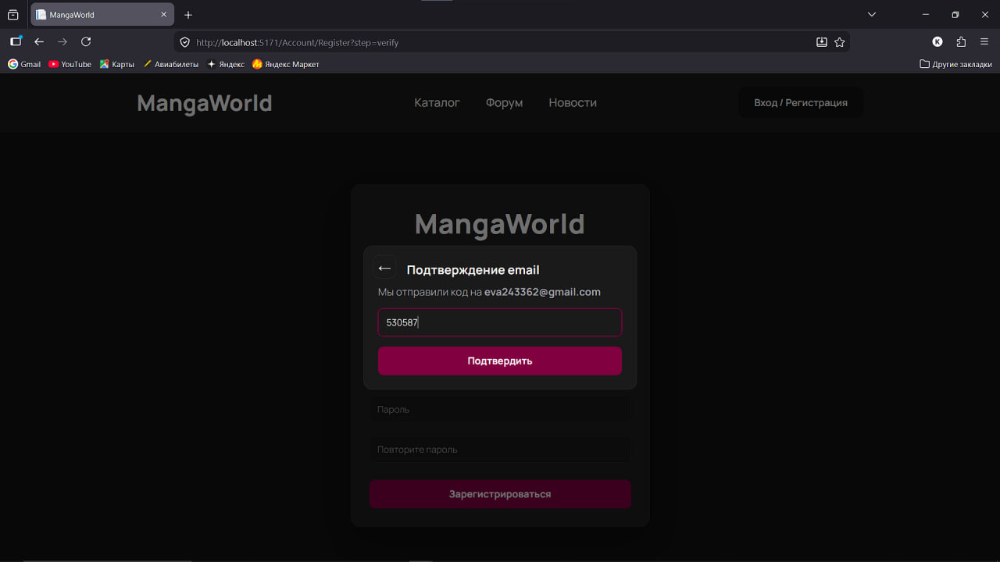 MangaWorld
http://localhost:5171/Account/Register?step=verify
K
Gmail YouTube Карты Авиабилеты Яндекс Яндекс Маркет Другие закладки
MangaWorld Каталог Форум Новости Вход / Регистрация
MangaWorld
Подтверждение email
Мы отправили код на eva243362@gmail.com
530587
Подтвердить
Пароль
Повторите пароль
Зарегистрироваться